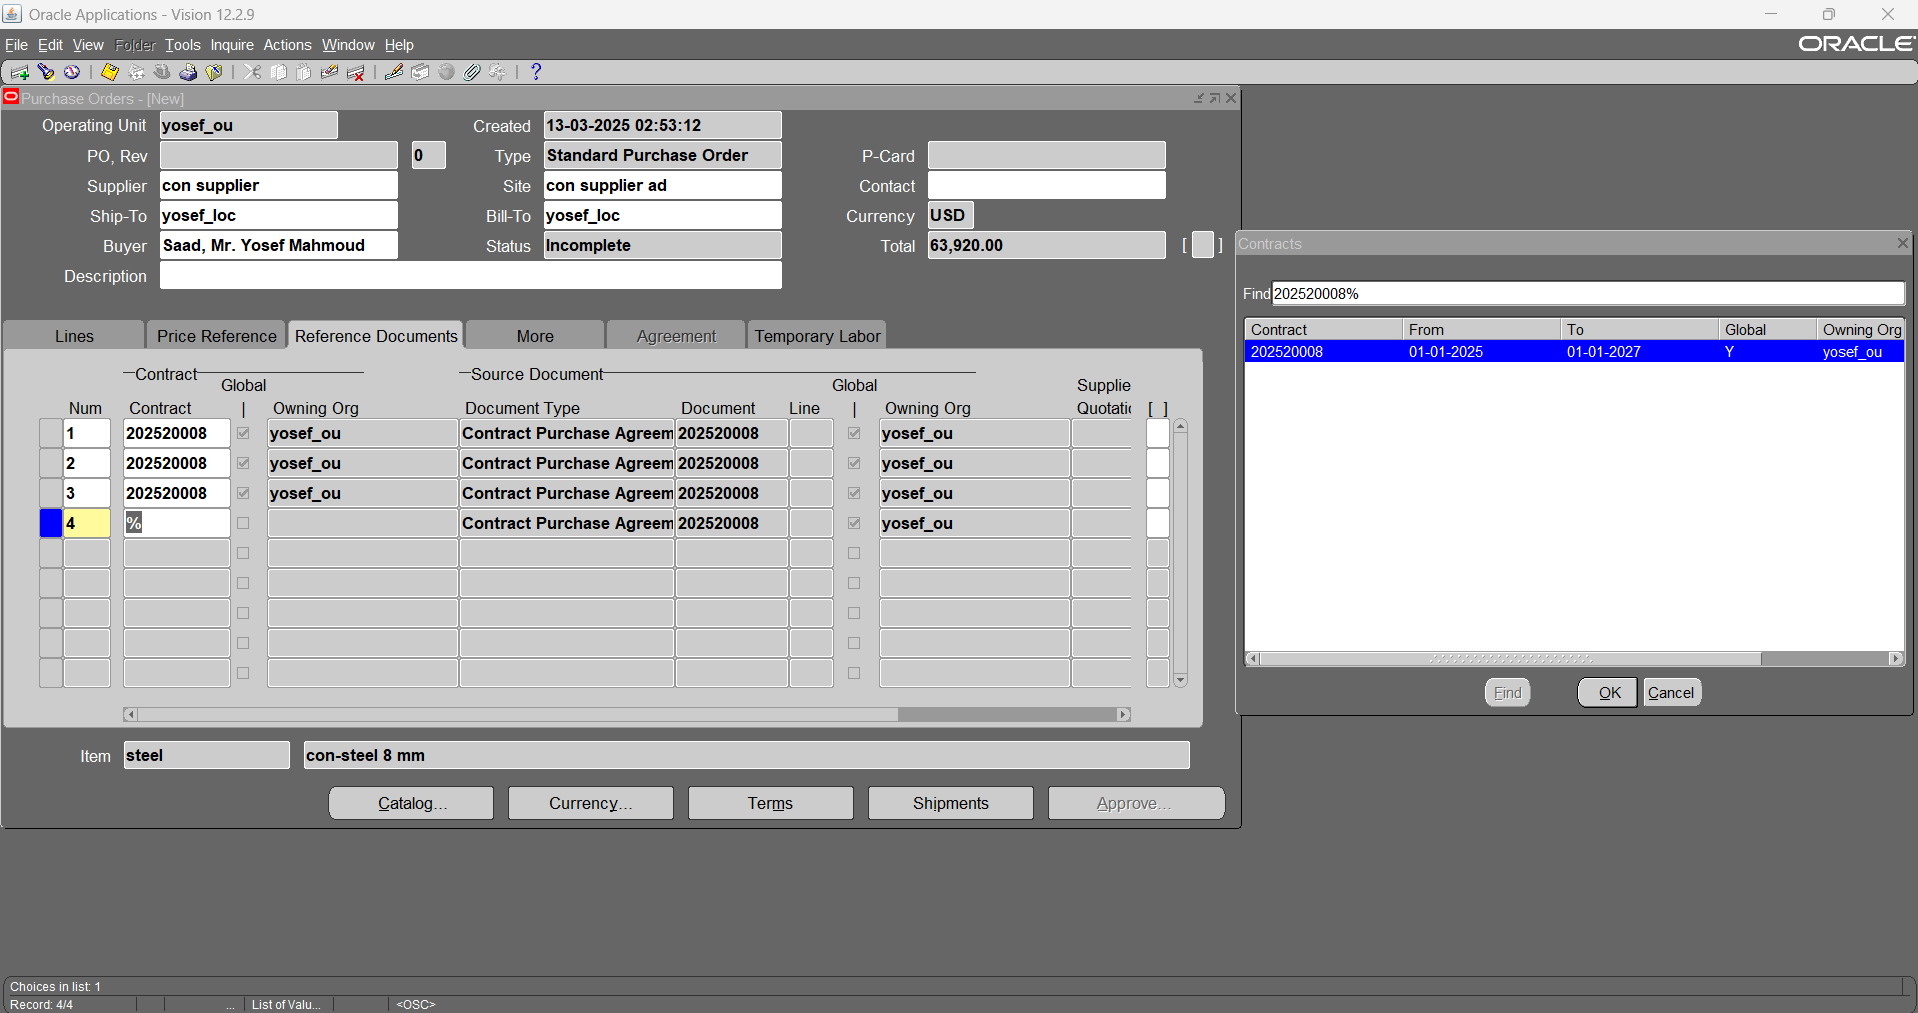 Oracle Applications - Vision 12.2.9
File Edit View Folder Tools Inquire Actions Window Help
ORACLE
Purchase Orders - [New]
Operating Unit yosef_ou Created 13-03-2025 02:53:12
PO, Rev 0 Type Standard Purchase Order P-Card
Supplier con supplier Site con supplier ad Contact
Ship-To yosef_loc Bill-To yosef_loc Currency USD
Buyer Saad, Mr. Yosef Mahmoud Status Incomplete Total 63,920.00 [ ]
Description
Lines Price Reference Reference Documents More Agreement Temporary Labor
Contract Source Document
Global Global Supplie
Num Contract | Owning Org Document Type Document Line | Owning Org Quotati [ ]
1 202520008 yosef_ou Contract Purchase Agreem 202520008 yosef_ou
2 202520008 yosef_ou Contract Purchase Agreem 202520008 yosef_ou
3 202520008 yosef_ou Contract Purchase Agreem 202520008 yosef_ou
4 % Contract Purchase Agreem 202520008 yosef_ou
Item steel con-steel 8 mm
Catalog... Currency... Terms Shipments Approve...
Contracts
Find 202520008%
Contract From To Global Owning Org
202520008 01-01-2025 01-01-2027 Y yosef_ou
Find OK Cancel
Choices in list: 1
Record: 4/4 ... List of Valu... <OSC>